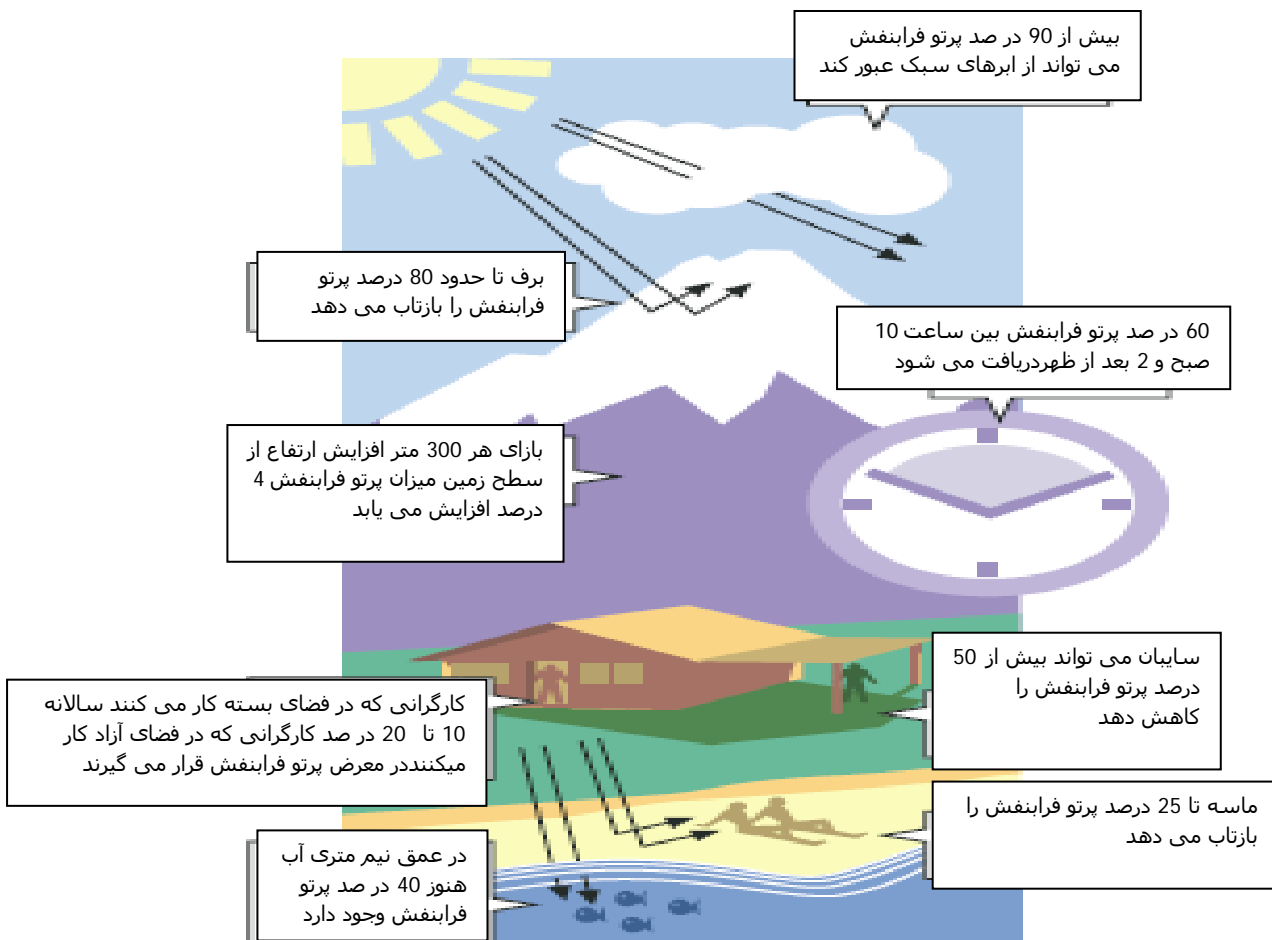 بیش از 90 در صد پرتو فرابنفش
می تواند از ابرهای سبک عبور کند
برف تا حدود 80 درصد پرتو
فرابنفش را بازتاب می دهد
60 در صد پرتو فرابنفش بین ساعت 10
صبح و 2 بعد از ظهردریافت می شود
بازای هر 300 متر افزایش ارتفاع از
سطح زمین میزان پرتو فرابنفش 4
درصد افزایش می یابد
سایبان می تواند بیش از 50
درصد پرتو فرابنفش را
کاهش دهد
کارگرانی که در فضای بسته کار می کنند سالانه
10 تا 20 در صد کارگرانی که در فضای آزاد کار
میکننددر معرض پرتو فرابنفش قرار می گیرند
ماسه تا 25 درصد پرتو فرابنفش را
بازتاب می دهد
در عمق نیم متری آب
هنوز 40 در صد پرتو
فرابنفش وجود دارد